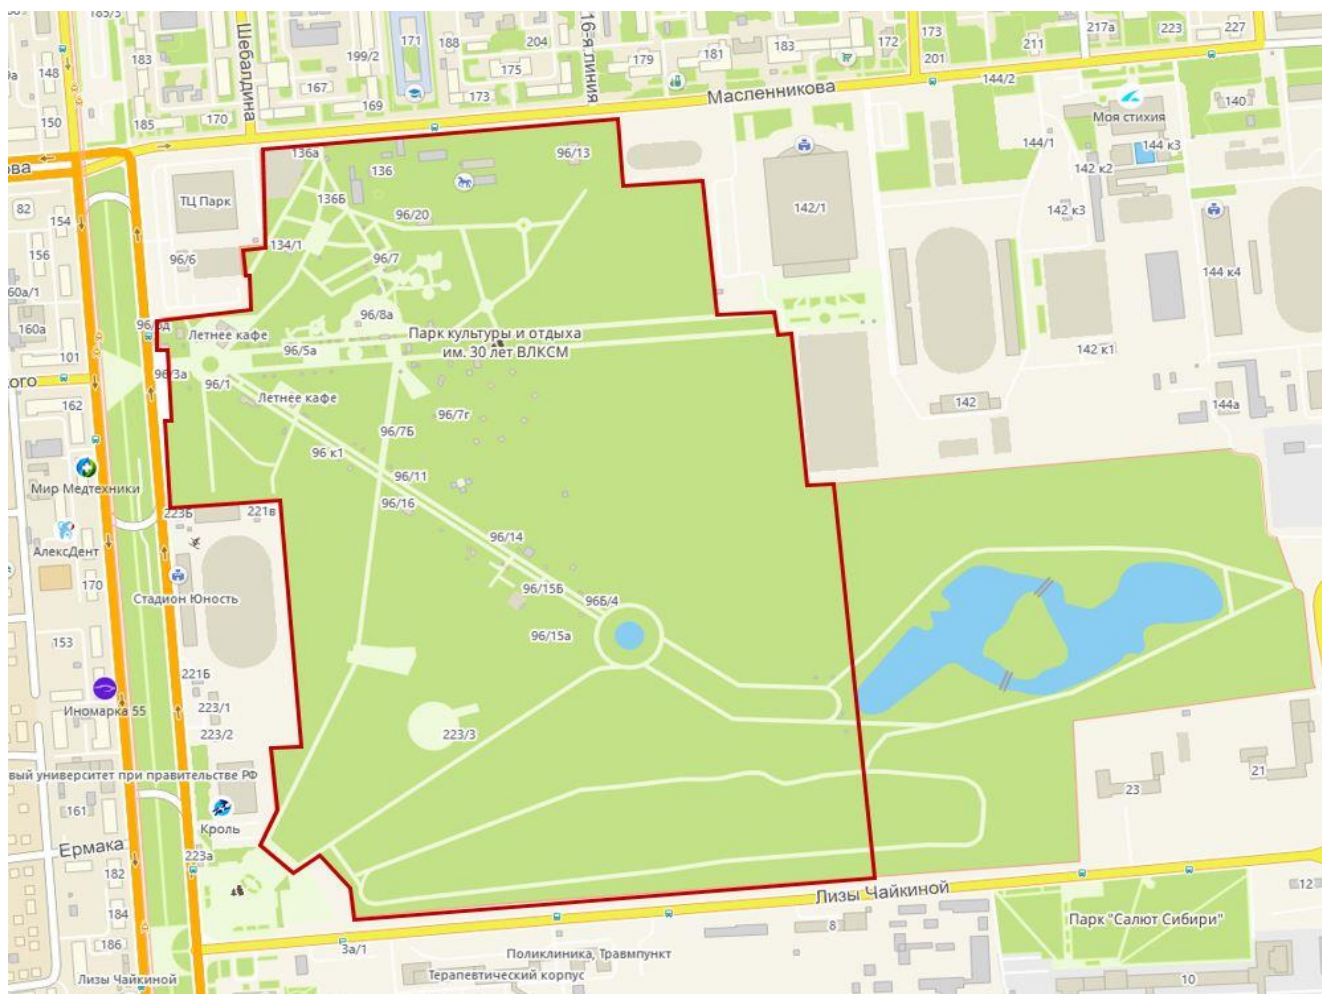 185/3
183
148
9а
150
185
170
Шебалдина
167
199/2
169
171
188
204
175
173
16-я линия
179
181
183
172
173
201
217а
211
223
227
144/2
Масленникова
140
Моя стихия
144 к3
144/1
142 к2
142 к3
144 к4
142/1
ова
82
154
156
60а/1
160а
101
ого
162
ТЦ Парк
96/6
136а
136
136Б
96/13
96/20
134/1
96/7
96/8а
Летнее кафе
96/5а
96/3а
96/1
Летнее кафе
Парк культуры и отдыха
им. 30 лет ВЛКСМ
142 к1
142
144а
96/7г
96/7Б
96 к1
96/11
96/16
96/14
96/15Б
96Б/4
96/15а
Мир Медтехники
АлексДент
170
223Б
221в
Стадион Юность
153
221Б
Иномарка 55
223/1
223/2
223/3
вый университет при правительстве РФ
161
Кроль
Ермака
223а
182
184
186
Лизы Чайкиной
3а/1
Поликлиника, Травмпункт
Терапевтический корпус
Лизы Чайкиной
8
23
21
12
Парк "Салют Сибири"
10